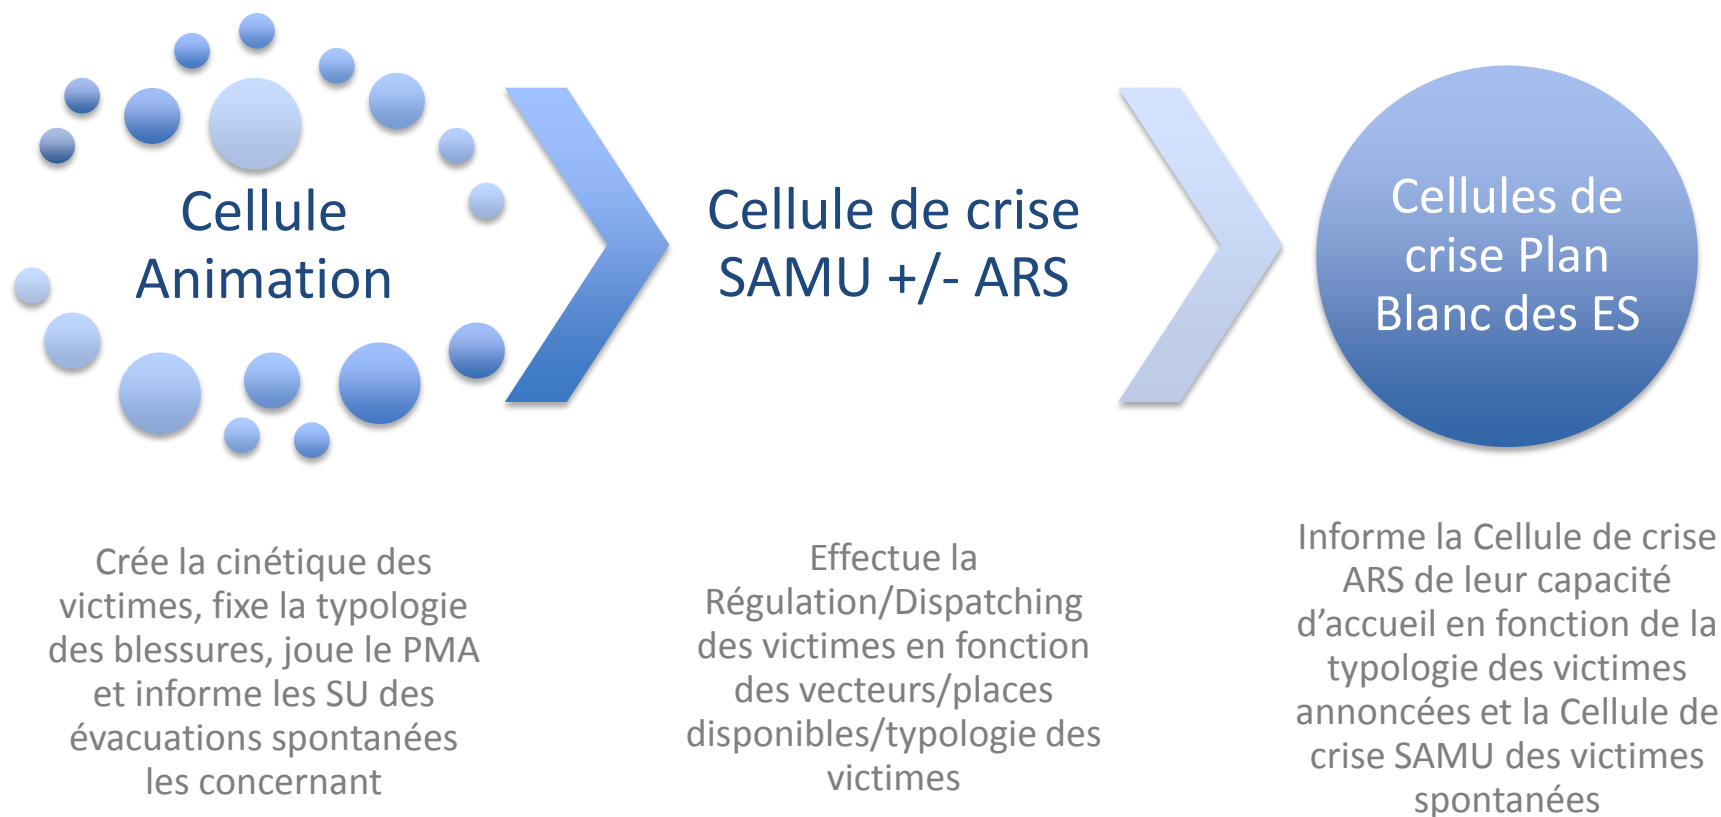 Cellule
Animation
Cellule de crise
SAMU +/- ARS
Cellules de
crise Plan
Blanc des ES
Crée la cinétique des
victimes, fixe la typologie
des blessures, joue le PMA
et informe les SU des
évacuations spontanées
les concernant
Effectue la
Régulation/Dispatching
des victimes en fonction
des vecteurs/places
disponibles/typologie des
victimes
Informe la Cellule de crise
ARS de leur capacité
d’accueil en fonction de la
typologie des victimes
annoncées et la Cellule de
crise SAMU des victimes
spontanées